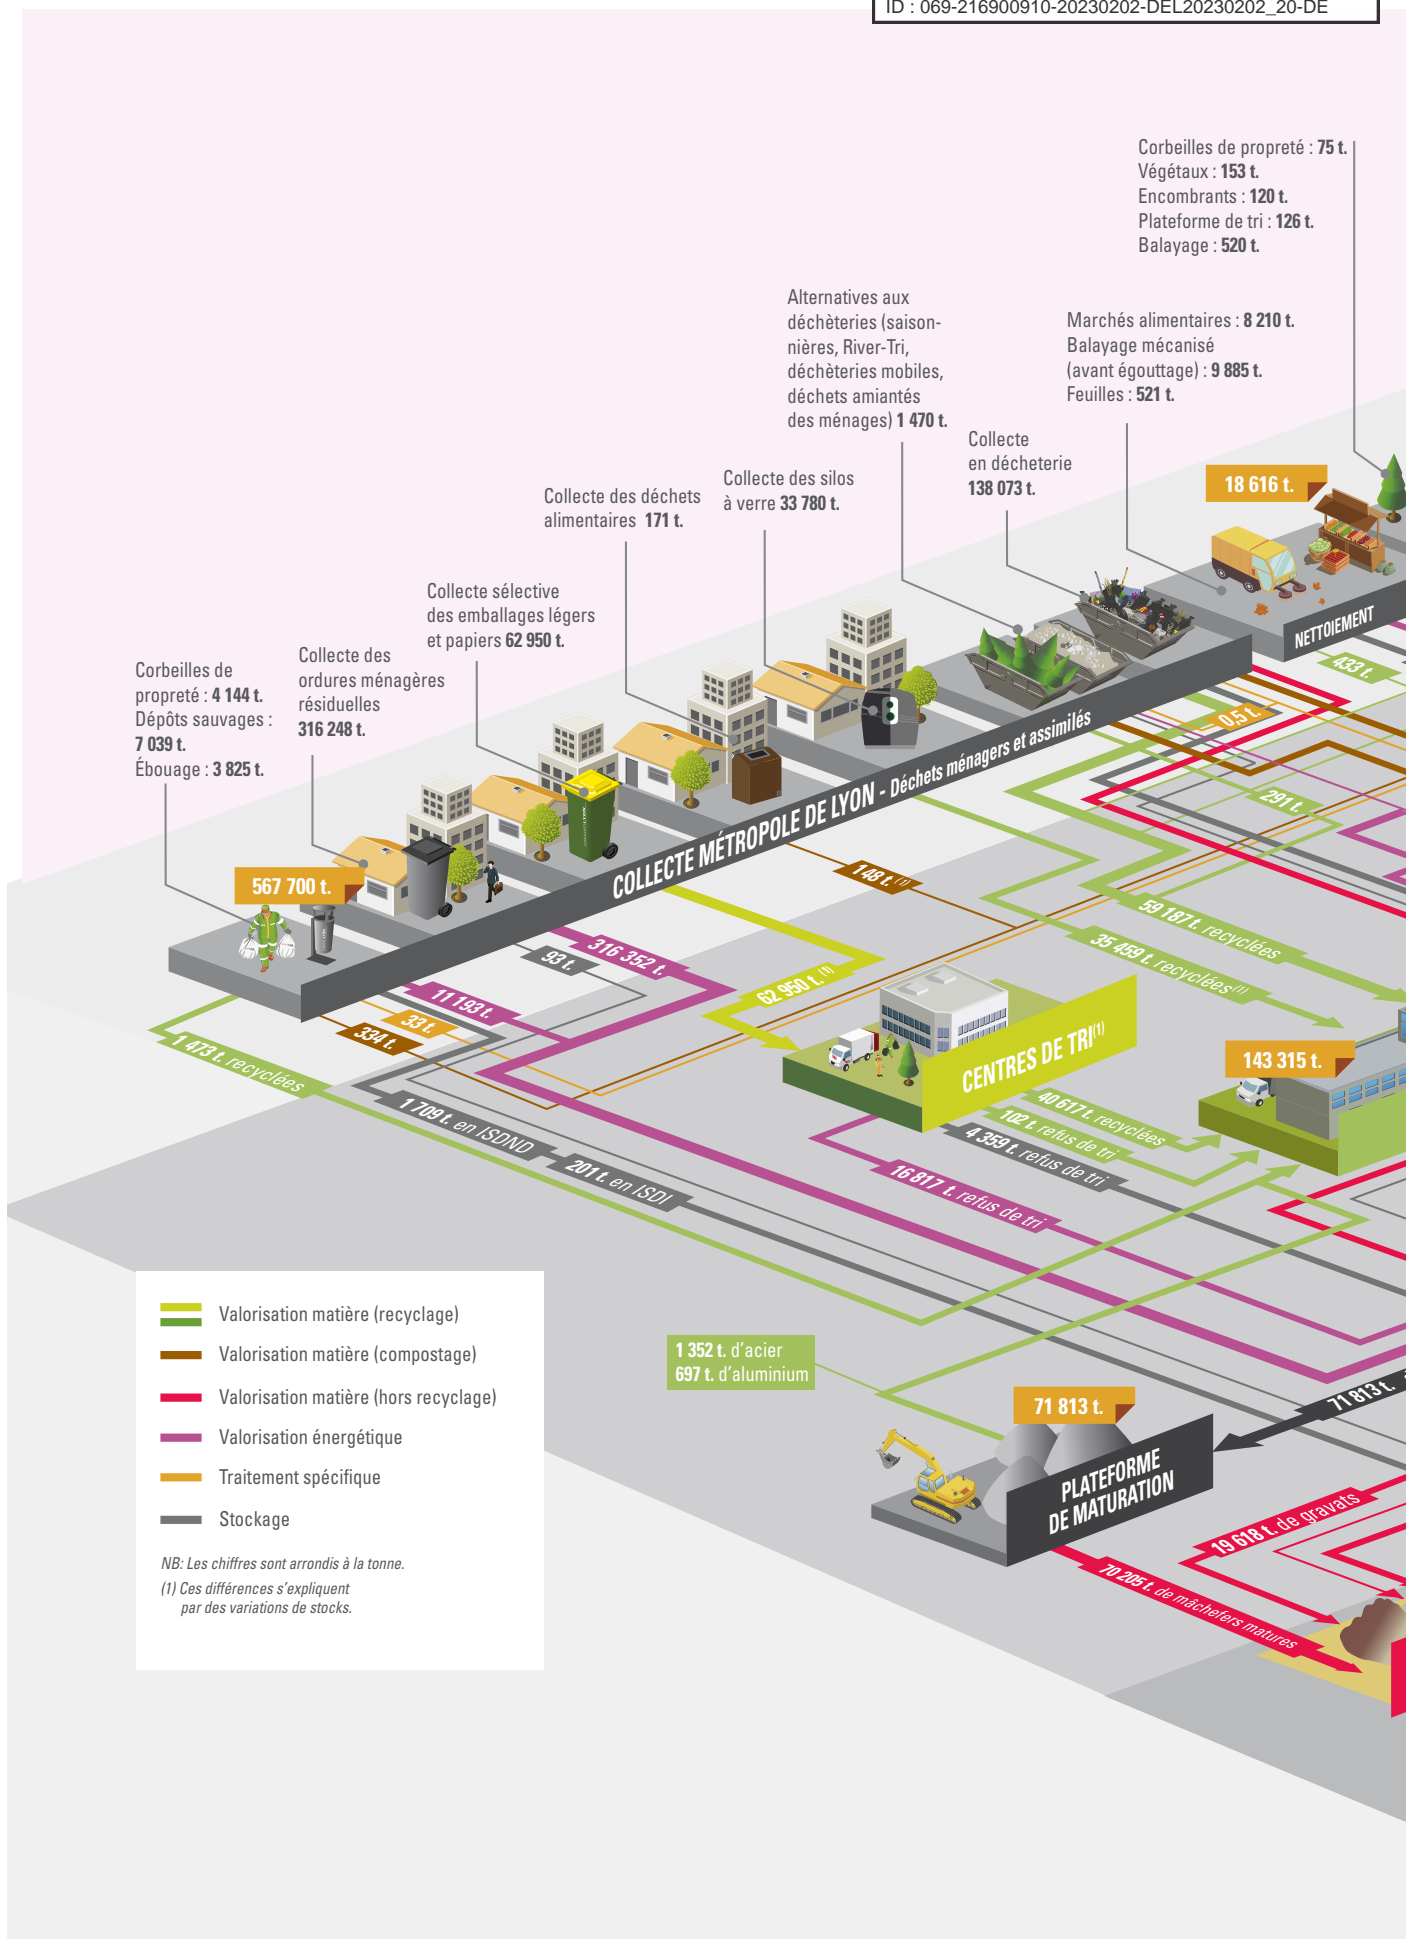 ID : 069-216900910-20230202-DEL20230202_20-DE
Corbeilles de propreté : 75 t.
Végétaux : 153 t.
Encombrants : 120 t.
Plateforme de tri : 126 t.
Balayage : 520 t.
Alternatives aux
déchèteries (saison-
nières, River-Tri,
déchèteries mobiles,
déchets amiantés
des ménages) 1 470 t.
Marchés alimentaires : 8 210 t.
Balayage mécanisé
(avant égouttage) : 9 885 t.
Feuilles : 521 t.
Collecte
en décheterie
138 073 t.
Collecte des silos
à verre 33 780 t.
Collecte des déchets
alimentaires 171 t.
Collecte sélective
des emballages légers
et papiers 62 950 t.
Collecte des
ordures ménagères
résiduelles
316 248 t.
Corbeilles de
propreté : 4 144 t.
Dépôts sauvages :
7 039 t.
Ébouage : 3 825 t.
18 616 t.
NETTOIEMENT
433 t.
0,5 t.
291 t.
567 700 t.
COLLECTE MÉTROPOLE DE LYON - Déchets ménagers et assimilés
148 t. (1)
59 187 t. recyclées
35 459 t. recyclées(1)
316 352 t.
93 t.
62 950 t. (1)
11 193 t.
33 t.
334 t.
1 473 t. recyclées
CENTRES DE TRI(1)
143 315 t.
40 617 t. recyclées
102 t. refus de tri
4 359 t. refus de tri
16 817 t. refus de tri
1 709 t. en ISDND
201 t. en ISDI
1 352 t. d'acier
697 t. d'aluminium
71 813 t.
71 813 t.
PLATEFORME
DE MATURATION
19 618 t. de gravats
70 205 t. de mâchefers matures
Valorisation matière (recyclage)
Valorisation matière (compostage)
Valorisation matière (hors recyclage)
Valorisation énergétique
Traitement spécifique
Stockage
NB: Les chiffres sont arrondis à la tonne.
(1) Ces différences s'expliquent
par des variations de stocks.